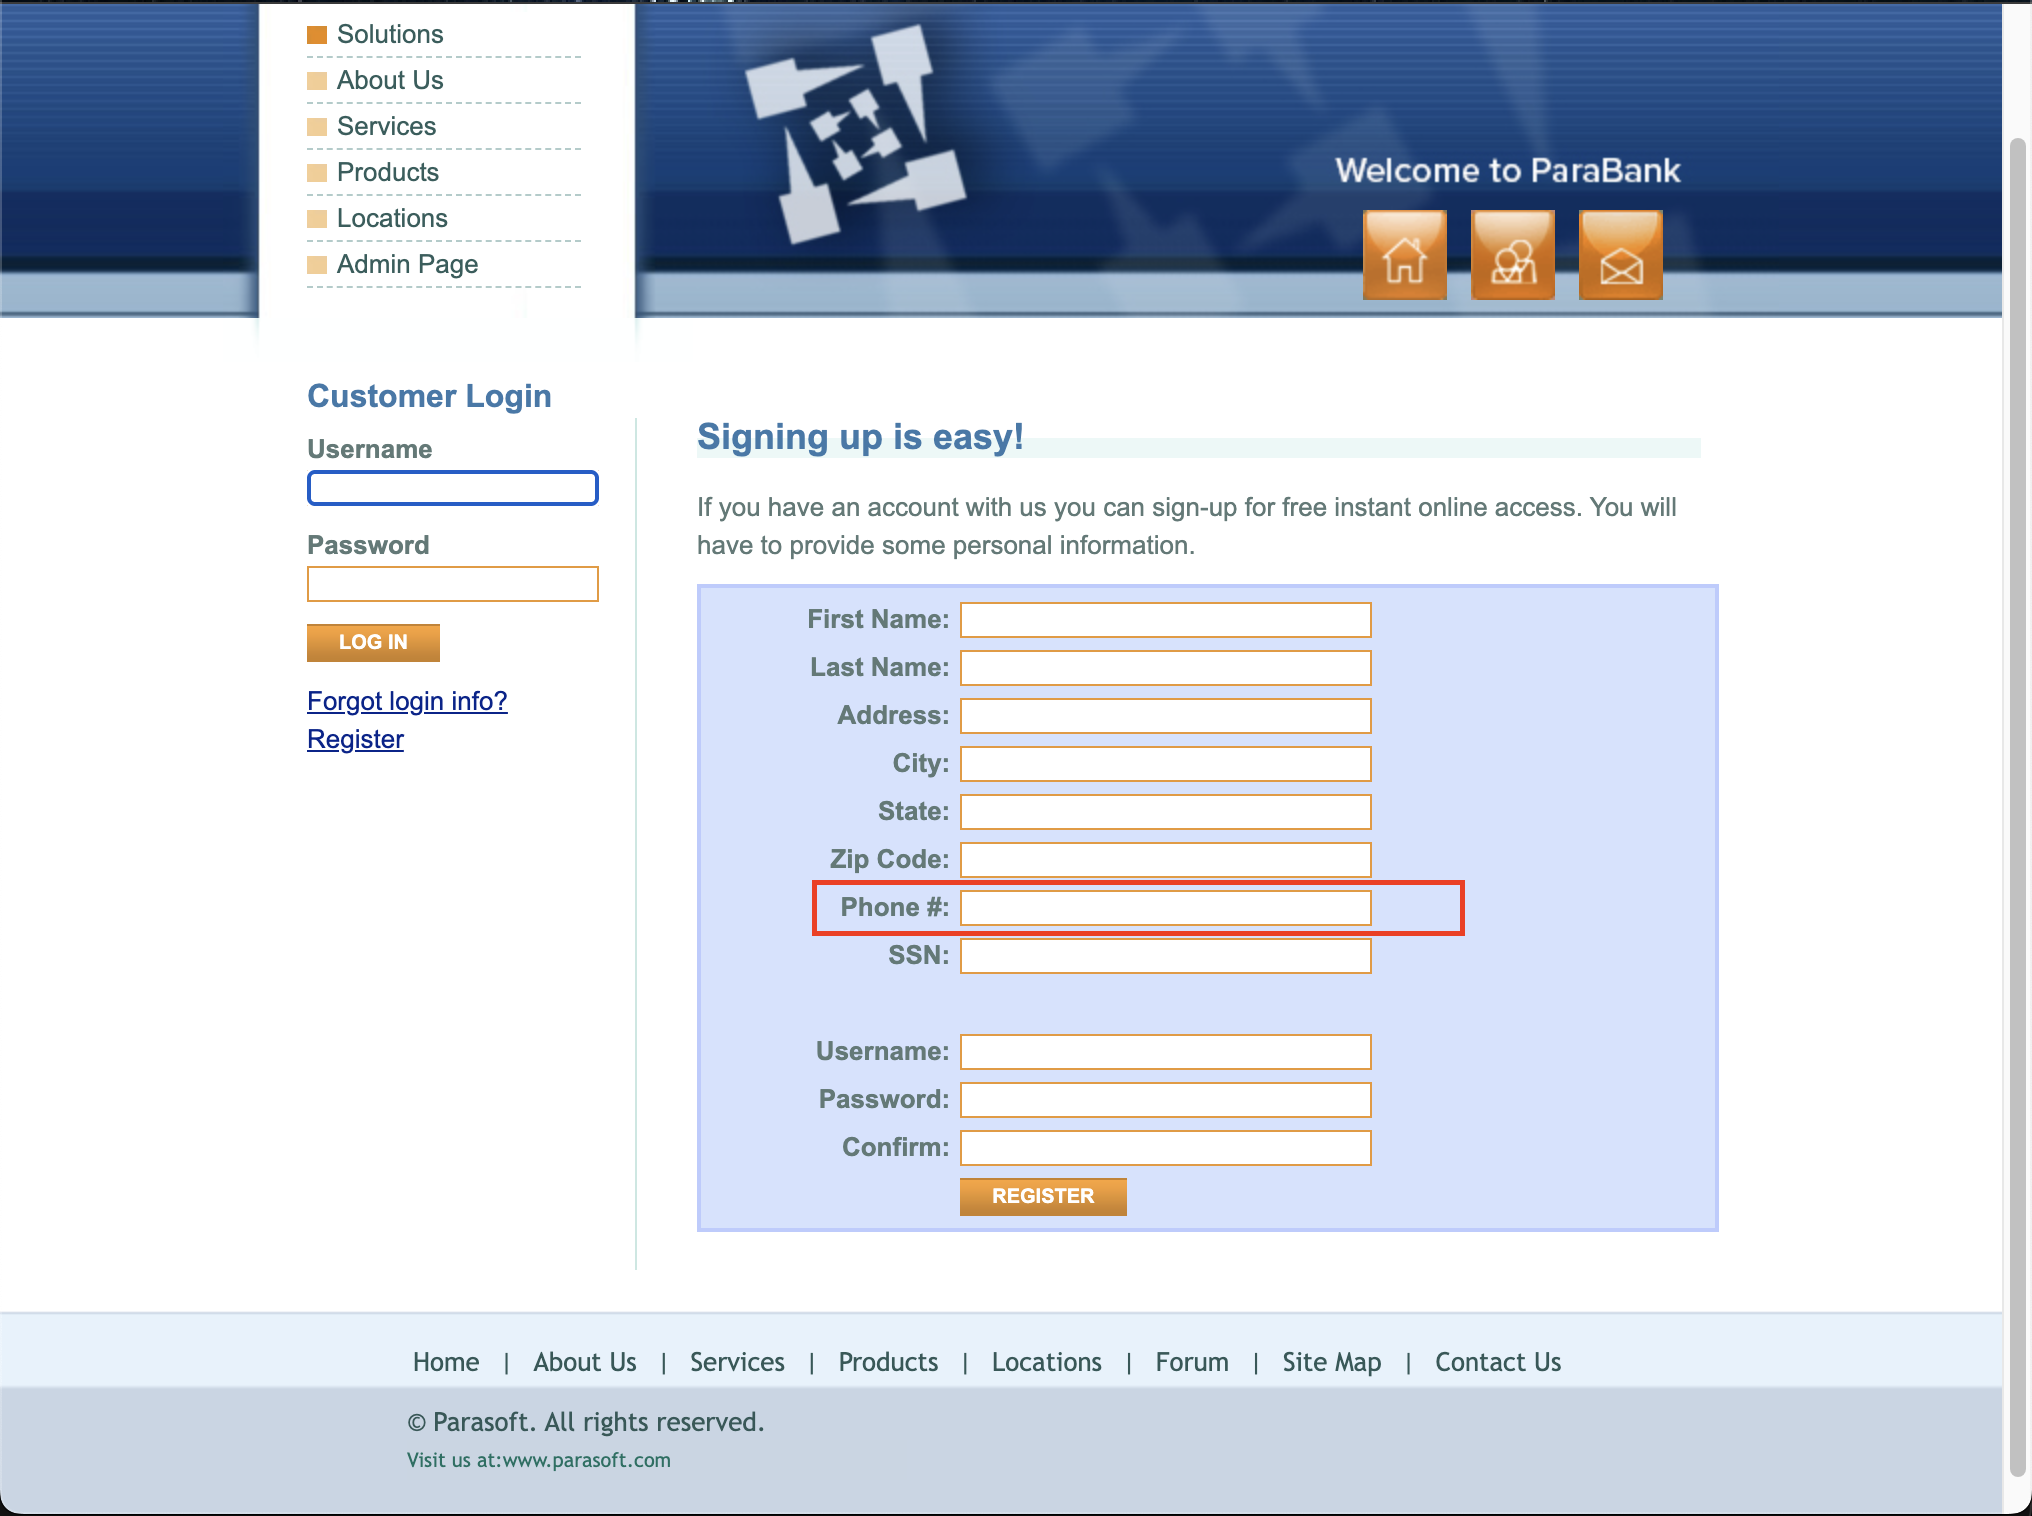 Solutions
About Us
Services
Products
Locations
Admin Page
Welcome to ParaBank
Customer Login
Username
Password
LOG IN
Forgot login info?
Register
Signing up is easy!
If you have an account with us you can sign-up for free instant online access. You will
have to provide some personal information.
First Name:
Last Name:
Address:
City:
State:
Zip Code:
Phone #:
SSN:
Username:
Password:
Confirm:
REGISTER
Home | About Us | Services | Products | Locations | Forum | Site Map | Contact Us
© Parasoft. All rights reserved.
Visit us at:www.parasoft.com